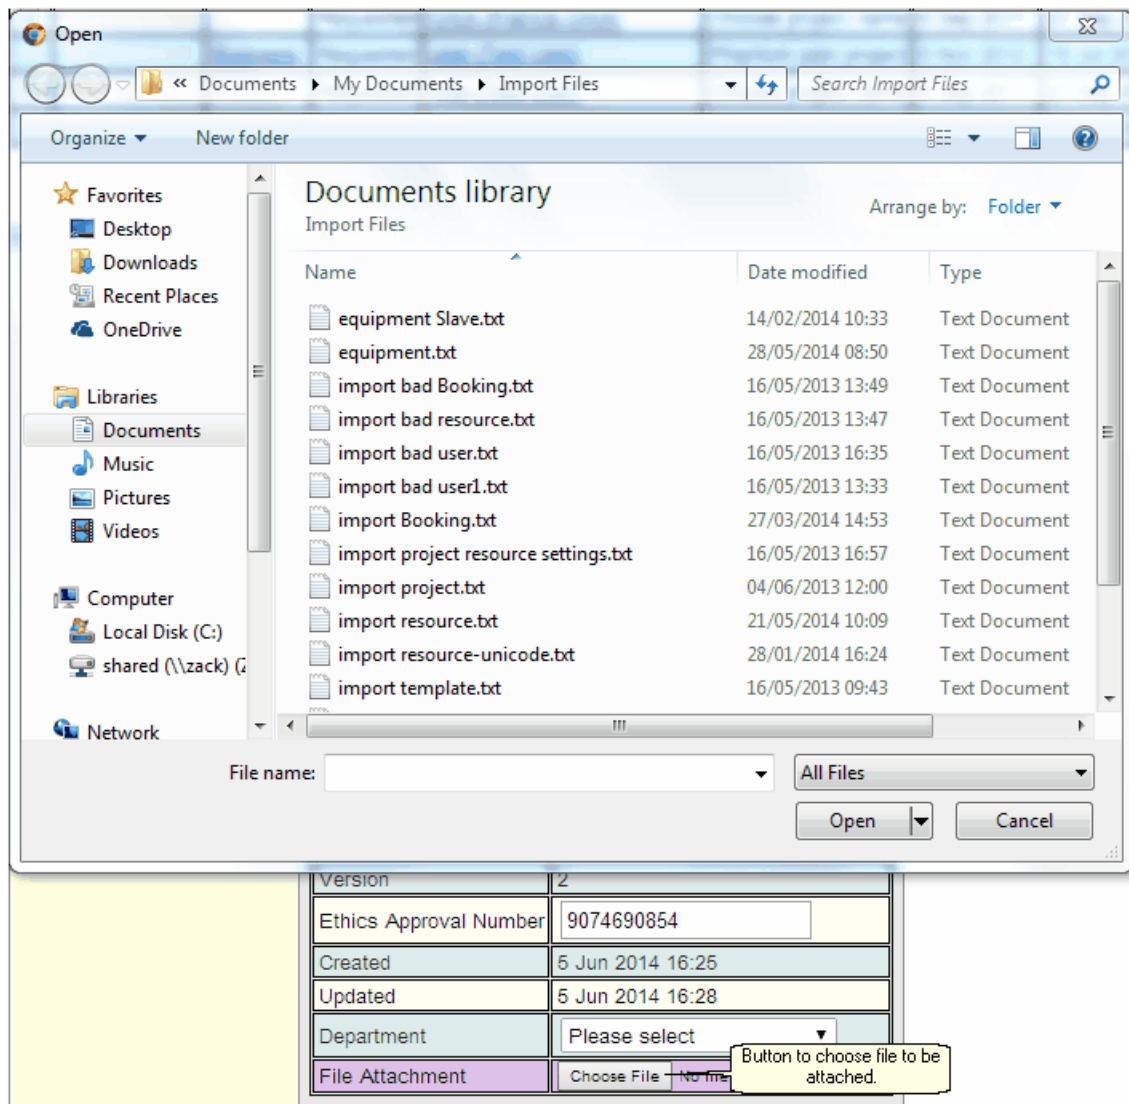 Open
« Documents ▸ My Documents ▸ Import Files
Search Import Files
Organize ▾ New folder
Documents library
Import Files
Arrange by: Folder ▾
Favorites
Desktop
Downloads
Recent Places
OneDrive
Libraries
Documents
Music
Pictures
Videos
Computer
Local Disk (C:)
shared (\\zack) (Z
Network
Name Date modified Type
equipment Slave.txt 14/02/2014 10:33 Text Document
equipment.txt 28/05/2014 08:50 Text Document
import bad Booking.txt 16/05/2013 13:49 Text Document
import bad resource.txt 16/05/2013 13:47 Text Document
import bad user.txt 16/05/2013 16:35 Text Document
import bad user1.txt 16/05/2013 13:33 Text Document
import Booking.txt 27/03/2014 14:53 Text Document
import project resource settings.txt 16/05/2013 16:57 Text Document
import project.txt 04/06/2013 12:00 Text Document
import resource.txt 21/05/2014 10:09 Text Document
import resource-unicode.txt 28/01/2014 16:24 Text Document
import template.txt 16/05/2013 09:43 Text Document
File name: All Files
Open Cancel
Version 2
Ethics Approval Number 9074690854
Created 5 Jun 2014 16:25
Updated 5 Jun 2014 16:28
Department Please select
File Attachment Choose File No
Button to choose file to be
attached.